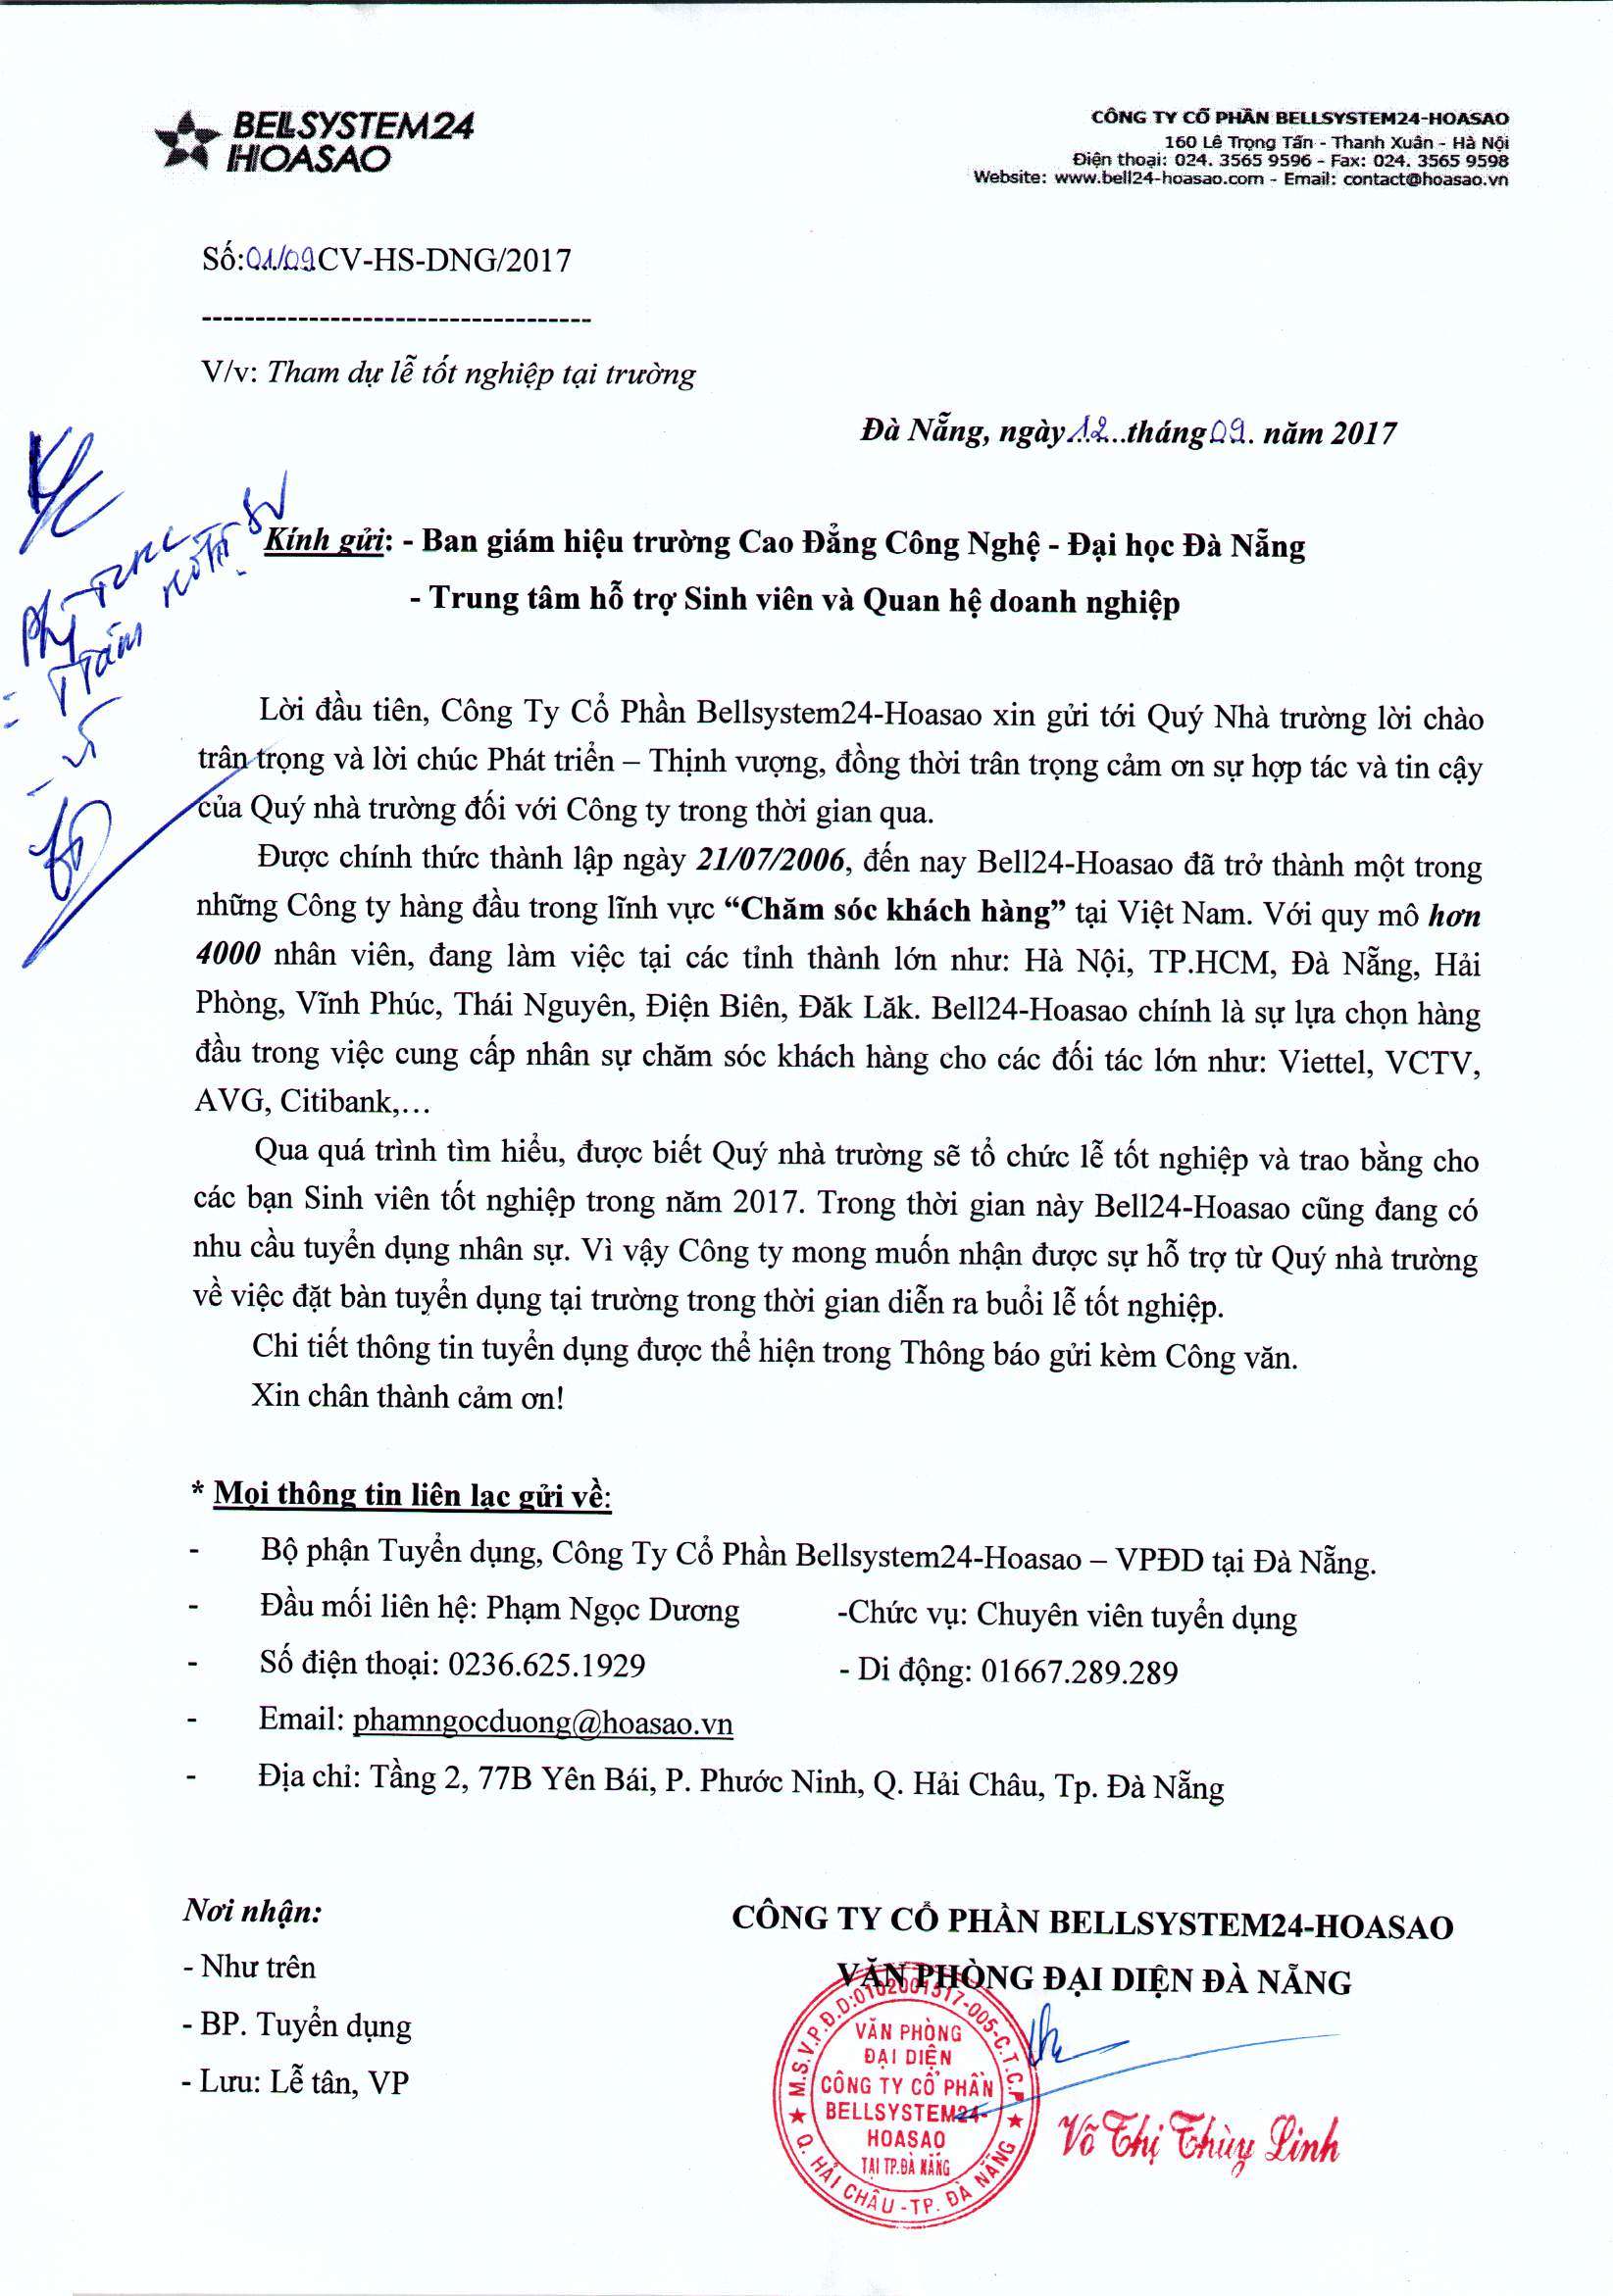 BELLSYSTEM24
HOASAO
CÔNG TY CỔ PHẦN BELLSYSTEM24-HOASAO
160 Lê Trọng Tấn - Thanh Xuân - Hà Nội
Điện thoại: 024. 3565 9596 - Fax: 024. 3565 9598
Website: www.bell24-hoasao.com - Email: contact@hoasao.vn
Số:01/09CV-HS-DNG/2017
------------------------------------
V/v: Tham dự lễ tốt nghiệp tại trường
Đà Nẵng, ngày 12 tháng 09. năm 2017
Kính gửi: - Ban giám hiệu trường Cao Đẳng Công Nghệ - Đại học Đà Nẵng
- Trung tâm hỗ trợ Sinh viên và Quan hệ doanh nghiệp
Lời đầu tiên, Công Ty Cổ Phần Bellsystem24-Hoasao xin gửi tới Quý Nhà trường lời chào
trân trọng và lời chúc Phát triển – Thịnh vượng, đồng thời trân trọng cảm ơn sự hợp tác và tin cậy
của Quý nhà trường đối với Công ty trong thời gian qua.
Được chính thức thành lập ngày 21/07/2006, đến nay Bell24-Hoasao đã trở thành một trong
những Công ty hàng đầu trong lĩnh vực “Chăm sóc khách hàng” tại Việt Nam. Với quy mô hơn
4000 nhân viên, đang làm việc tại các tỉnh thành lớn như: Hà Nội, TP.HCM, Đà Nẵng, Hải
Phòng, Vĩnh Phúc, Thái Nguyên, Điện Biên, Đăk Lăk. Bell24-Hoasao chính là sự lựa chọn hàng
đầu trong việc cung cấp nhân sự chăm sóc khách hàng cho các đối tác lớn như: Viettel, VCTV,
AVG, Citibank,…
Qua quá trình tìm hiểu, được biết Quý nhà trường sẽ tổ chức lễ tốt nghiệp và trao bằng cho
các bạn Sinh viên tốt nghiệp trong năm 2017. Trong thời gian này Bell24-Hoasao cũng đang có
nhu cầu tuyển dụng nhân sự. Vì vậy Công ty mong muốn nhận được sự hỗ trợ từ Quý nhà trường
về việc đặt bàn tuyển dụng tại trường trong thời gian diễn ra buổi lễ tốt nghiệp.
Chi tiết thông tin tuyển dụng được thể hiện trong Thông báo gửi kèm Công văn.
Xin chân thành cảm ơn!
* Mọi thông tin liên lạc gửi về:
- Bộ phận Tuyển dụng, Công Ty Cổ Phần Bellsystem24-Hoasao – VPĐD tại Đà Nẵng.
- Đầu mối liên hệ: Phạm Ngọc Dương -Chức vụ: Chuyên viên tuyển dụng
- Số điện thoại: 0236.625.1929 - Di động: 01667.289.289
- Email: phamngocduong@hoasao.vn
- Địa chỉ: Tầng 2, 77B Yên Bái, P. Phước Ninh, Q. Hải Châu, Tp. Đà Nẵng
Nơi nhận:
- Như trên
- BP. Tuyển dụng
- Lưu: Lễ tân, VP
CÔNG TY CỔ PHẦN BELLSYSTEM24-HOASAO
VĂN PHÒNG ĐẠI DIỆN ĐÀ NẴNG
M.S.V.P.Đ.D:0102001517-005-C.T.C.P
VĂN PHÒNG
ĐẠI DIỆN
CÔNG TY CỔ PHẦN
BELLSYSTEM24-
HOASAO
TẠI TP.ĐÀ NẴNG
Q. HẢI CHÂU -TP. ĐÀ NẴNG
Võ Thị Thùy Linh